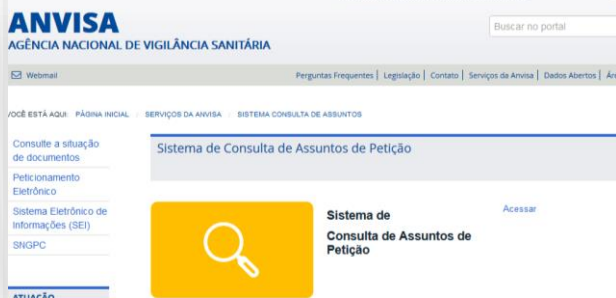 ANVISA
AGÊNCIA NACIONAL DE VIGILÂNCIA SANITÁRIA
Buscar no portal
Webmail
Perguntas Frequentes | Legislação | Contato | Serviços da Anvisa | Dados Abertos |
VOCÊ ESTÁ AQUI: PÁGINA INICIAL / SERVIÇOS DA ANVISA / SISTEMA CONSULTA DE ASSUNTOS
Consulte a situação
de documentos
Peticionamento
Eletrônico
Sistema Eletrônico de
Informações (SEI)
SNGPC
ATUAÇÃO
Sistema de Consulta de Assuntos de Petição
Sistema de
Consulta de Assuntos de
Petição
Acessar